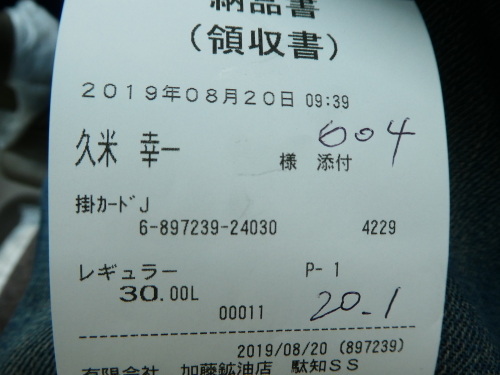 納品書
(領収書)
2019年08月20日 09:39
604
久米 幸一 様 添付
掛カードJ
6-897239-24030 4229
レギュラー P-1
30.00L
00011 20.1
2019/08/20 (897239)
有限会社 加藤鉱油店 駄知SS